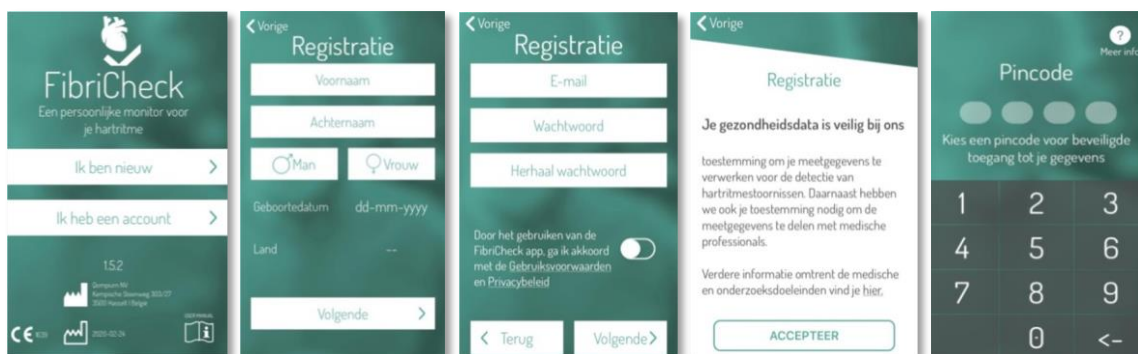 FibriCheck
Een persoonlijke monitor voor
je hartritme
Ik ben nieuw >
Ik heb een account >
1.5.2
Qompium NV
Kempische Steenweg 303/27
3500 Hasselt | België
CE
2020-02-24
USER MANUAL
Vorige
Registratie
Voornaam
Achternaam
Man Vrouw
Geboortedatum dd-mm-yyyy
Land --
Volgende >
Vorige
Registratie
E-mail
Wachtwoord
Herhaal wachtwoord
Door het gebruiken van de
FibriCheck app, ga ik akkoord
met de Gebruiksvoorwaarden
en Privacybeleid
< Terug Volgende >
Vorige
Registratie
Je gezondheidsdata is veilig bij ons
toestemming om je meetgegevens te
verwerken voor de detectie van
hartritmestoornissen. Daarnaast hebben
we ook je toestemming nodig om de
meetgegevens te delen met medische
professionals.
Verdere informatie omtrent de medische
en onderzoeksdoeleinden vind je hier.
ACCEPTEER
?
Meer info
Pincode
Kies een pincode voor beveiligde
toegang tot je gegevens
1 2 3
4 5 6
7 8 9
0 <-